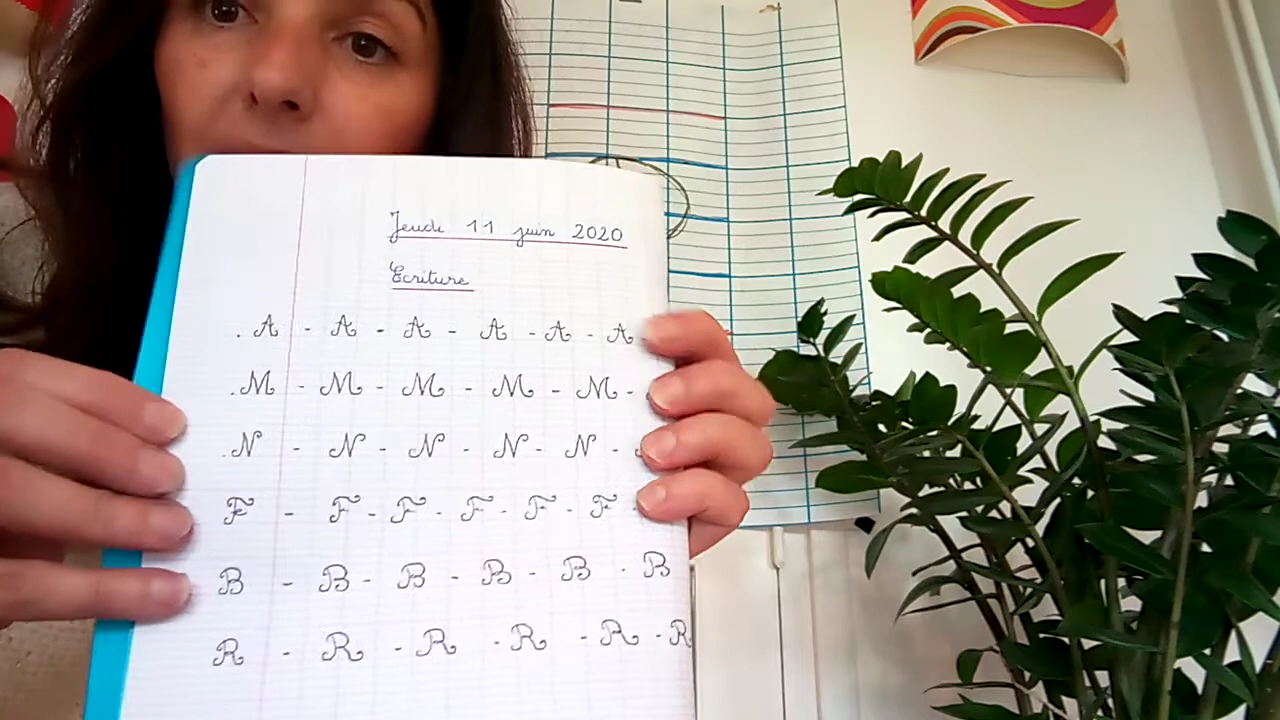 Jeudi 11 juin 2020
Ecriture
. A - A - A - A - A - A
. M - M - M - M - M -
. N - N - N - N - N -
F - F - F - F - F - F
B - B - B - B - B - B
R - R - R - R - R - R